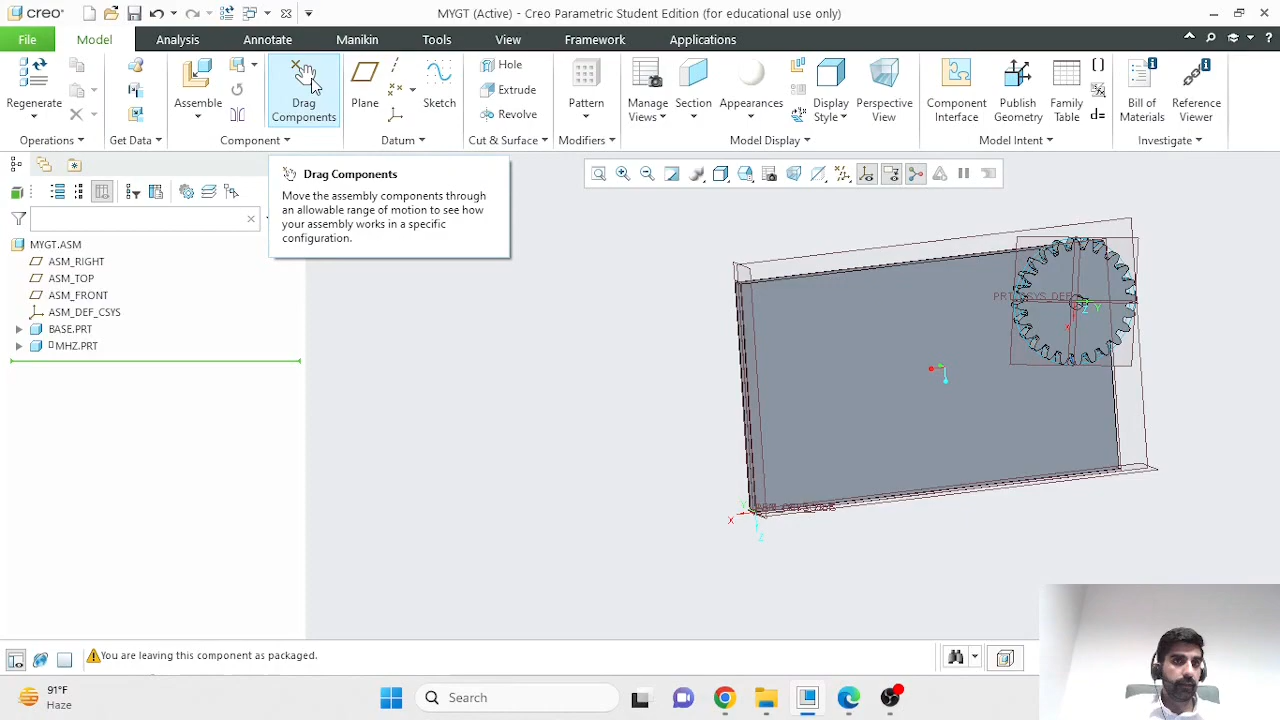 creo
MYGT (Active) - Creo Parametric Student Edition (for educational use only)
File
Model
Analysis
Annotate
Manikin
Tools
View
Framework
Applications
Regenerate
Operations
Get Data
Assemble
Component
Drag
Components
Plane
Sketch
Datum
Hole
Extrude
Revolve
Cut & Surface
Pattern
Modifiers
Manage
Views
Section
Appearances
Display
Style
Perspective
View
Model Display
Component
Interface
Publish
Geometry
Family
Table
d=
Model Intent
Bill of
Materials
Reference
Viewer
Investigate
Drag Components
Move the assembly components through
an allowable range of motion to see how
your assembly works in a specific
configuration.
MYGT.ASM
ASM_RIGHT
ASM_TOP
ASM_FRONT
ASM_DEF_CSYS
BASE.PRT
MHZ.PRT
PRT_CSYS_DEF
Z
Y
X
Z
You are leaving this component as packaged.
91°F
Haze
Search